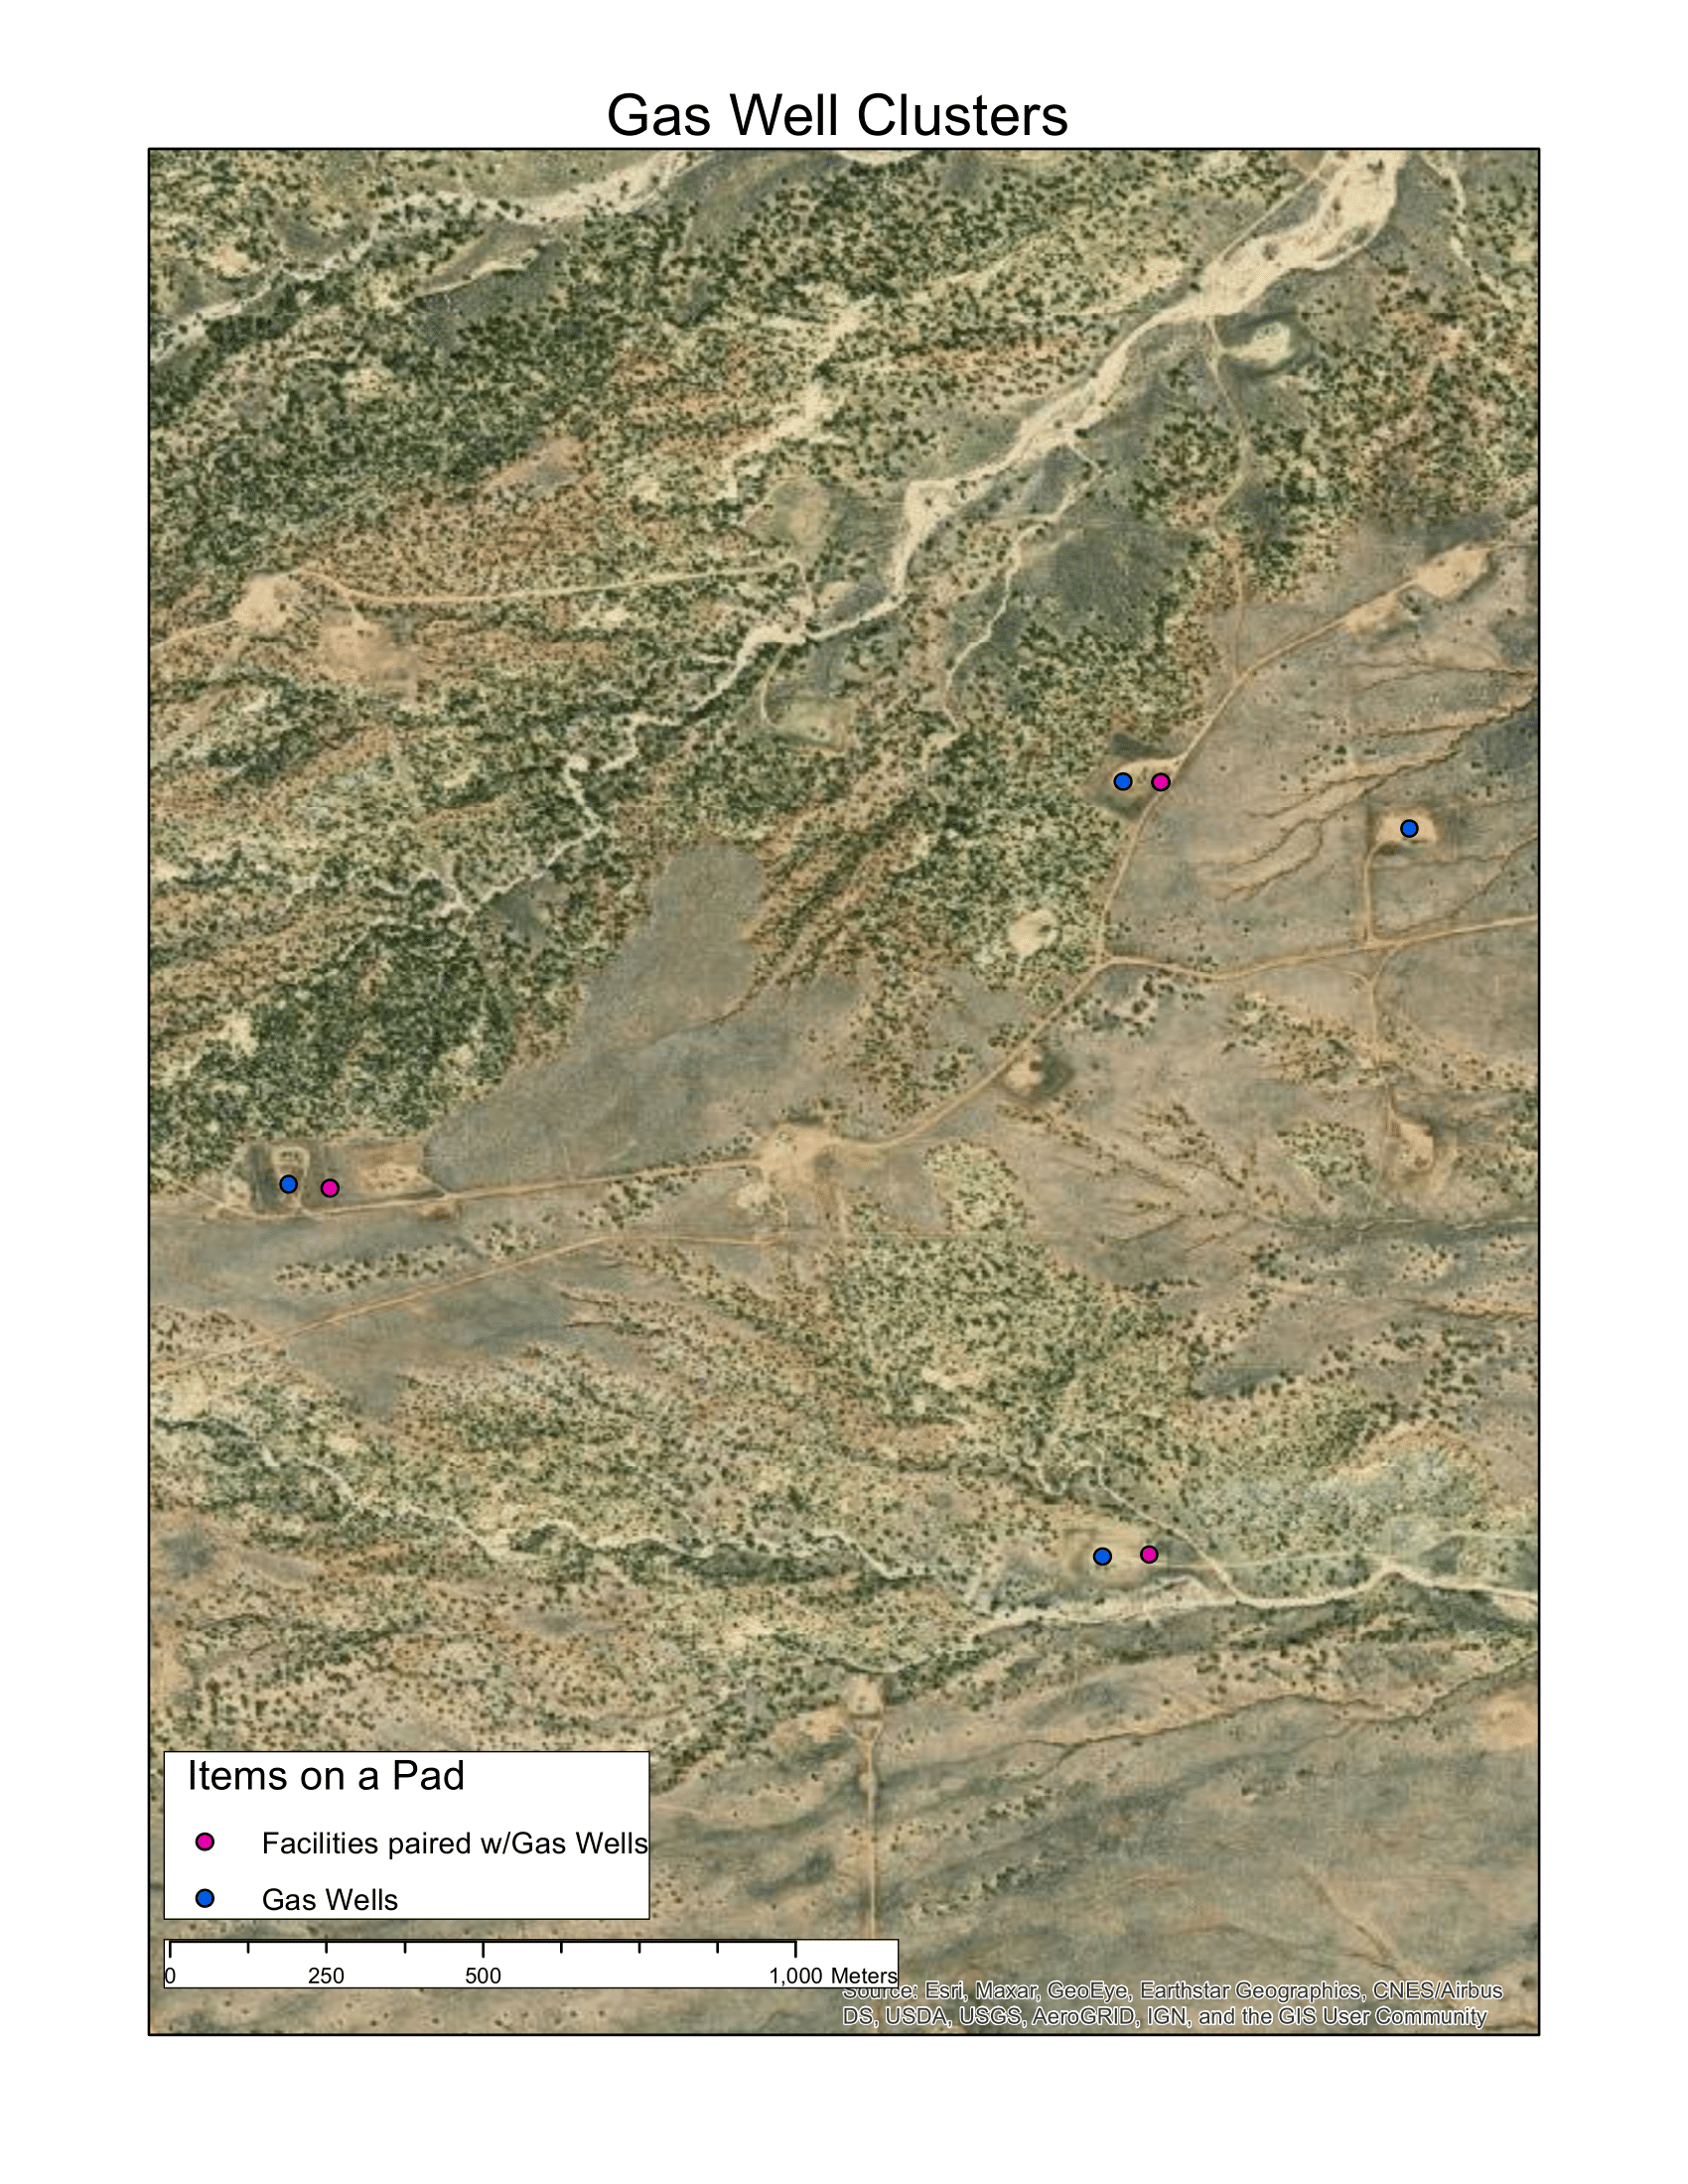 Gas Well Clusters
Items on a Pad
Facilities paired w/Gas Wells
Gas Wells
0 250 500 1,000 Meters
Source: Esri, Maxar, GeoEye, Earthstar Geographics, CNES/Airbus
DS, USDA, USGS, AeroGRID, IGN, and the GIS User Community